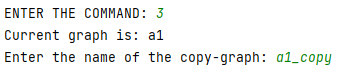 ENTER THE COMMAND: 3
Current graph is: a1
Enter the name of the copy-graph: a1_copy